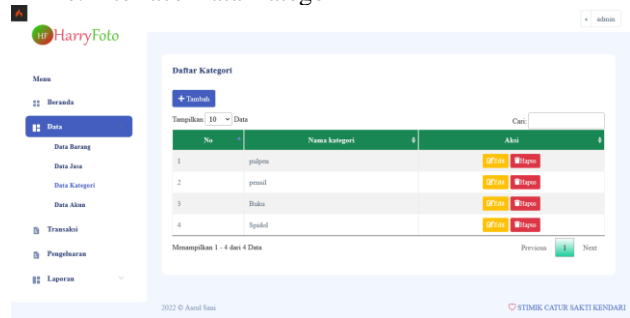 admin
HF HarryFoto
Menu
Beranda
Data
Data Barang
Data Jasa
Data Kategori
Data Akun
Transaksi
Pengeluaran
Laporan
Daftar Kategori
+ Tambah
Tampilkan 10 Data
Cari:
No Nama kategori Aksi
1 pulpen Edit Hapus
2 pensil Edit Hapus
3 Buku Edit Hapus
4 Spidol Edit Hapus
Menampilkan 1 - 4 dari 4 Data
Previous 1 Next
2022 © Asrul Sani
STIMIK CATUR SAKTI KENDARI